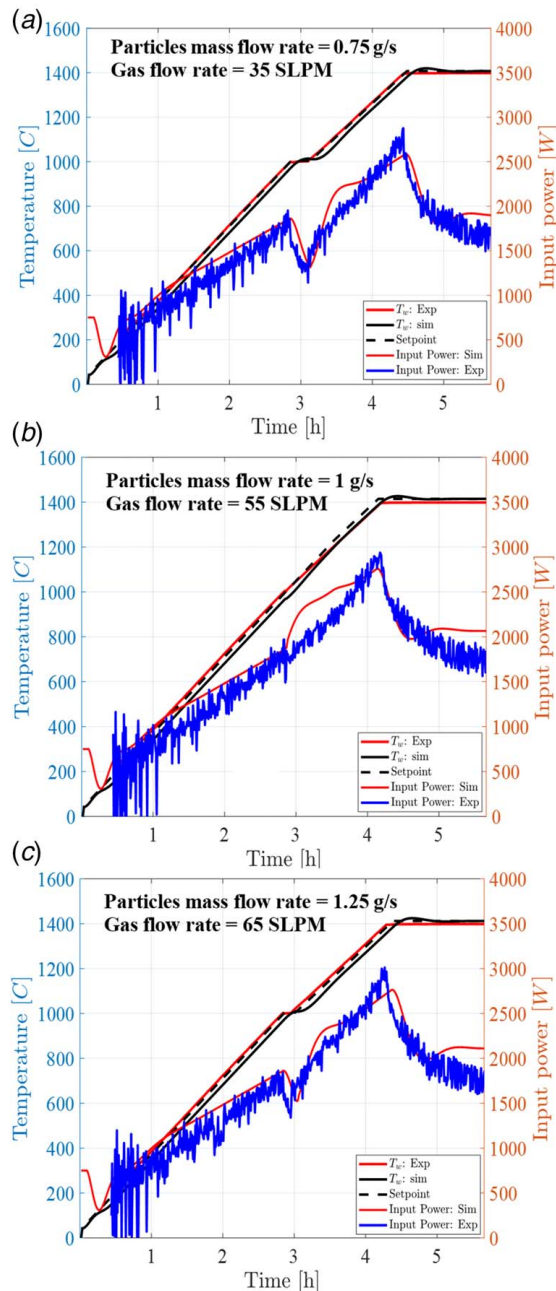 (a)
Particles mass flow rate = 0.75 g/s
Gas flow rate = 35 SLPM
Temperature [C]
Input power [W]
1600
1400
1200
1000
800
600
400
200
0
4000
3500
3000
2500
2000
1500
1000
500
0
T_w: Exp
T_w: sim
Setpoint
Input Power: Sim
Input Power: Exp
1 2 3 4 5
Time [h]
(b)
Particles mass flow rate = 1 g/s
Gas flow rate = 55 SLPM
Temperature [C]
Input power [W]
1600
1400
1200
1000
800
600
400
200
0
4000
3500
3000
2500
2000
1500
1000
500
0
T_w: Exp
T_w: sim
Setpoint
Input Power: Sim
Input Power: Exp
1 2 3 4 5
Time [h]
(c)
Particles mass flow rate = 1.25 g/s
Gas flow rate = 65 SLPM
Temperature [C]
Input power [W]
1600
1400
1200
1000
800
600
400
200
0
4000
3500
3000
2500
2000
1500
1000
500
0
T_w: Exp
T_w: sim
Setpoint
Input Power: Sim
Input Power: Exp
1 2 3 4 5
Time [h]